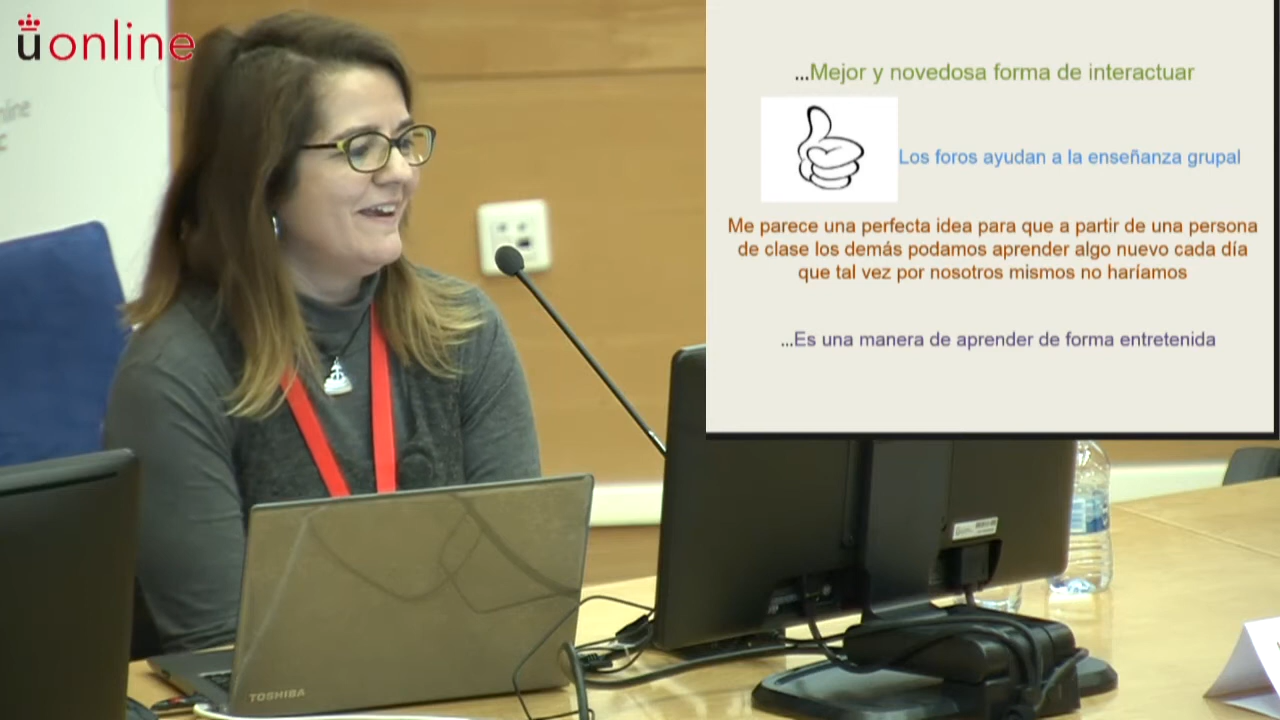 üonline
nline
...Mejor y novedosa forma de interactuar
Los foros ayudan a la enseñanza grupal
Me parece una perfecta idea para que a partir de una persona
de clase los demás podamos aprender algo nuevo cada día
que tal vez por nosotros mismos no haríamos
...Es una manera de aprender de forma entretenida
TOSHIBA